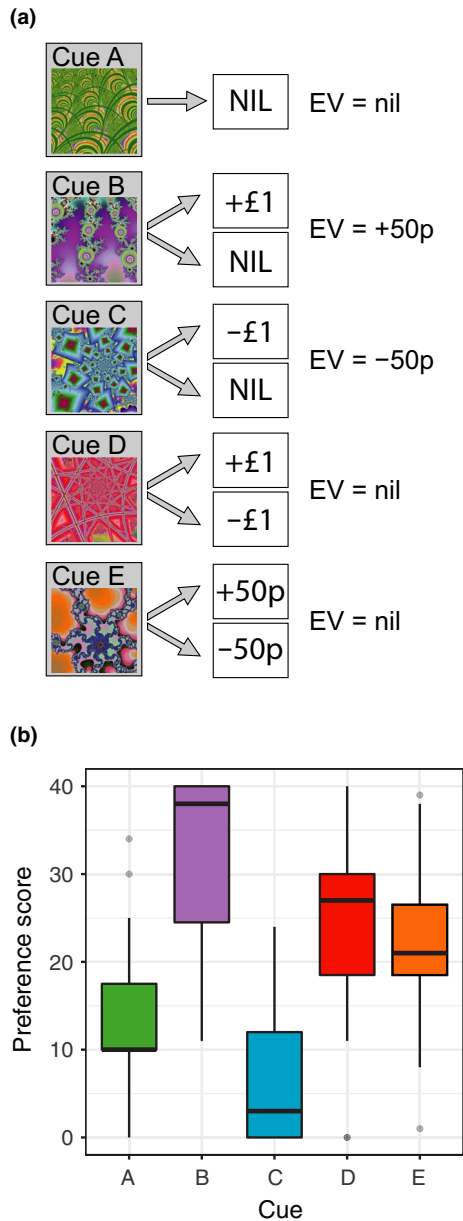 (a)
Cue A
NIL
EV = nil
Cue B
+£1
NIL
EV = +50p
Cue C
−£1
NIL
EV = −50p
Cue D
+£1
−£1
EV = nil
Cue E
+50p
−50p
EV = nil
(b)
Preference score
40
30
20
10
0
A B C D E
Cue